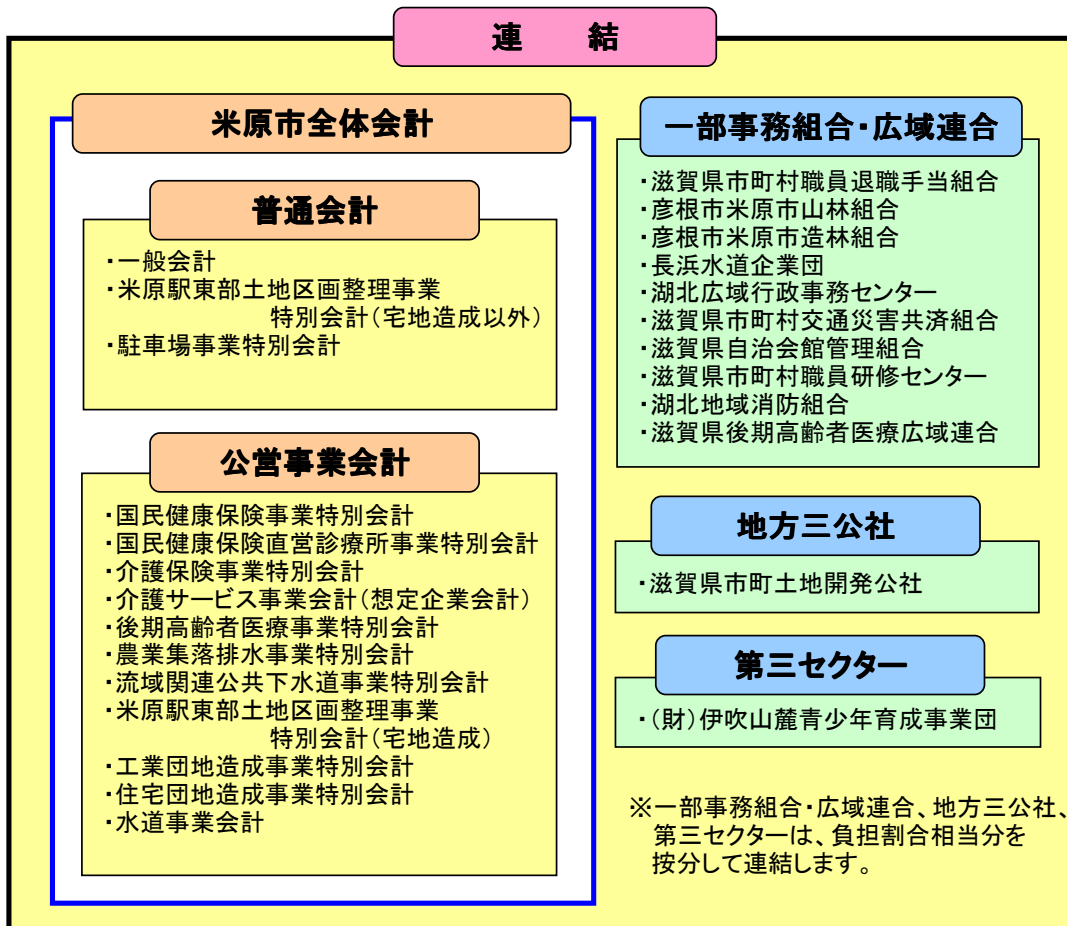 連　結
米原市全体会計
普通会計
・一般会計
・米原駅東部土地区画整理事業
特別会計（宅地造成以外）
・駐車場事業特別会計
公営事業会計
・国民健康保険事業特別会計
・国民健康保険直営診療所事業特別会計
・介護保険事業特別会計
・介護サービス事業会計（想定企業会計）
・後期高齢者医療事業特別会計
・農業集落排水事業特別会計
・流域関連公共下水道事業特別会計
・米原駅東部土地区画整理事業
特別会計（宅地造成）
・工業団地造成事業特別会計
・住宅団地造成事業特別会計
・水道事業会計
一部事務組合・広域連合
・滋賀県市町村職員退職手当組合
・彦根市米原市山林組合
・彦根市米原市造林組合
・長浜水道企業団
・湖北広域行政事務センター
・滋賀県市町村交通災害共済組合
・滋賀県自治会館管理組合
・滋賀県市町村職員研修センター
・湖北地域消防組合
・滋賀県後期高齢者医療広域連合
地方三公社
・滋賀県市町土地開発公社
第三セクター
・（財）伊吹山麓青少年育成事業団
※一部事務組合・広域連合、地方三公社、
第三セクターは、負担割合相当分を
按分して連結します。